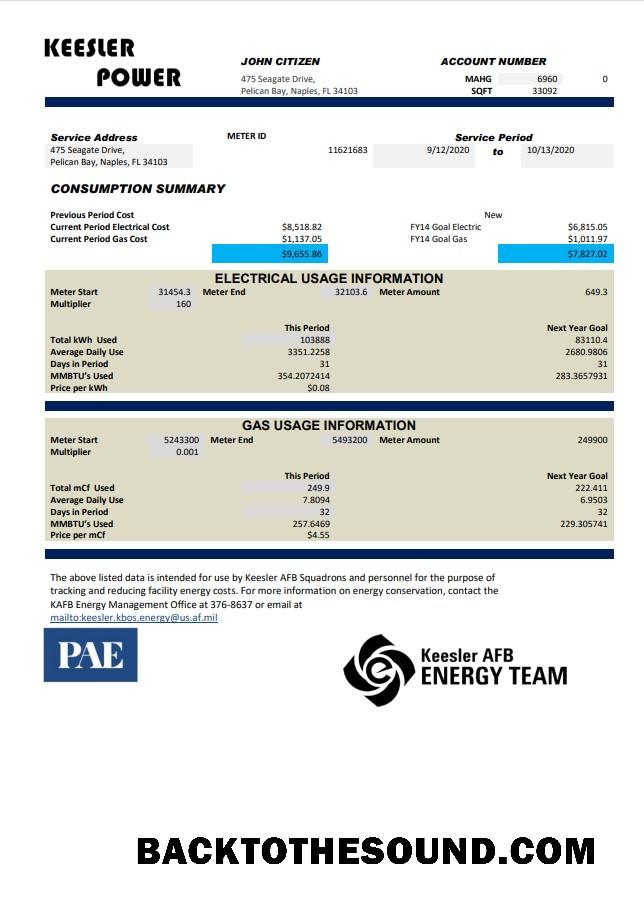 KEESLER
POWER
JOHN CITIZEN
475 Seagate Drive,
Pelican Bay, Naples, FL 34103
ACCOUNT NUMBER
MAHG 6960 0
SQFT 33092
Service Address METER ID Service Period
475 Seagate Drive, 11621683 9/12/2020 to 10/13/2020
Pelican Bay, Naples, FL 34103
CONSUMPTION SUMMARY
Previous Period Cost New
Current Period Electrical Cost $8,518.82 FY14 Goal Electric $6,815.05
Current Period Gas Cost $1,137.05 FY14 Goal Gas $1,011.97
$9,655.86 $7,827.02
ELECTRICAL USAGE INFORMATION
Meter Start 31454.3 Meter End 32103.6 Meter Amount 649.3
Multiplier 160
This Period Next Year Goal
Total kWh Used 103888 83110.4
Average Daily Use 3351.2258 2680.9806
Days in Period 31 31
MMBTU's Used 354.2072414 283.3657931
Price per kWh $0.08
GAS USAGE INFORMATION
Meter Start 5243300 Meter End 5493200 Meter Amount 249900
Multiplier 0.001
This Period Next Year Goal
Total mCf Used 249.9 222.411
Average Daily Use 7.8094 6.9503
Days in Period 32 32
MMBTU's Used 257.6469 229.305741
Price per mCf $4.55
The above listed data is intended for use by Keesler AFB Squadrons and personnel for the purpose of
tracking and reducing facility energy costs. For more information on energy conservation, contact the
KAFB Energy Management Office at 376-8637 or email at
mailto:keesler.kbos.energy@us.af.mil
PAE
Keesler AFB
ENERGY TEAM
BACKTOTHESOUND.COM